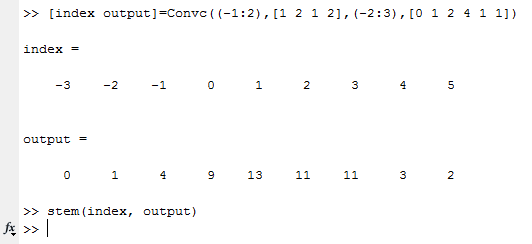 >> [index output]=Convc((-1:2),[1 2 1 2],(-2:3),[0 1 2 4 1 1])
index =
-3 -2 -1 0 1 2 3 4 5
output =
0 1 4 9 13 11 11 3 2
>> stem(index, output)
fx >>